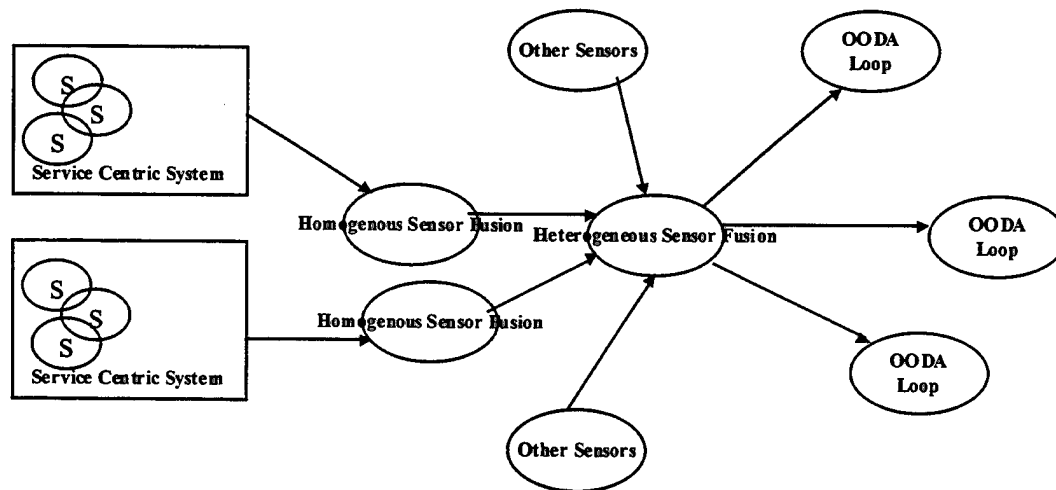 S
S
S
Service Centric System
Other Sensors
OODA
Loop
Homogenous Sensor Fusion
Heterogeneous Sensor Fusion
OODA
Loop
S
S
S
Service Centric System
Homogenous Sensor Fusion
OODA
Loop
Other Sensors